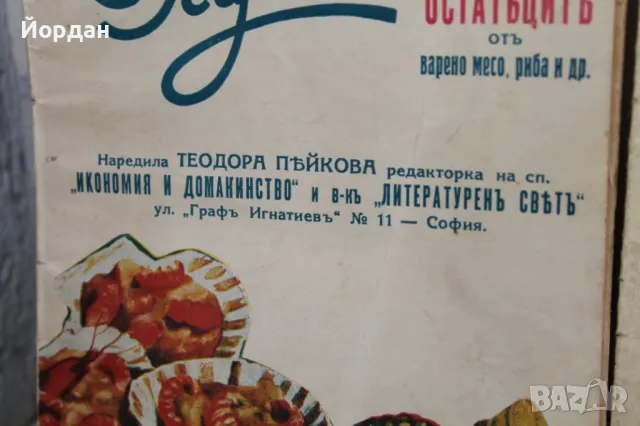 Йордан
ОСТАТЪЦИТѢ
отъ
варено месо, риба и др.
Наредила ТЕОДОРА ПѢЙКОВА редакторка на сп.
„ИКОНОМИЯ И ДОМАКИНСТВО" и в-къ „ЛИТЕРАТУРЕНЪ СВѢТЪ"
ул. „Графъ Игнатиевъ" № 11 — София.
BAZAR